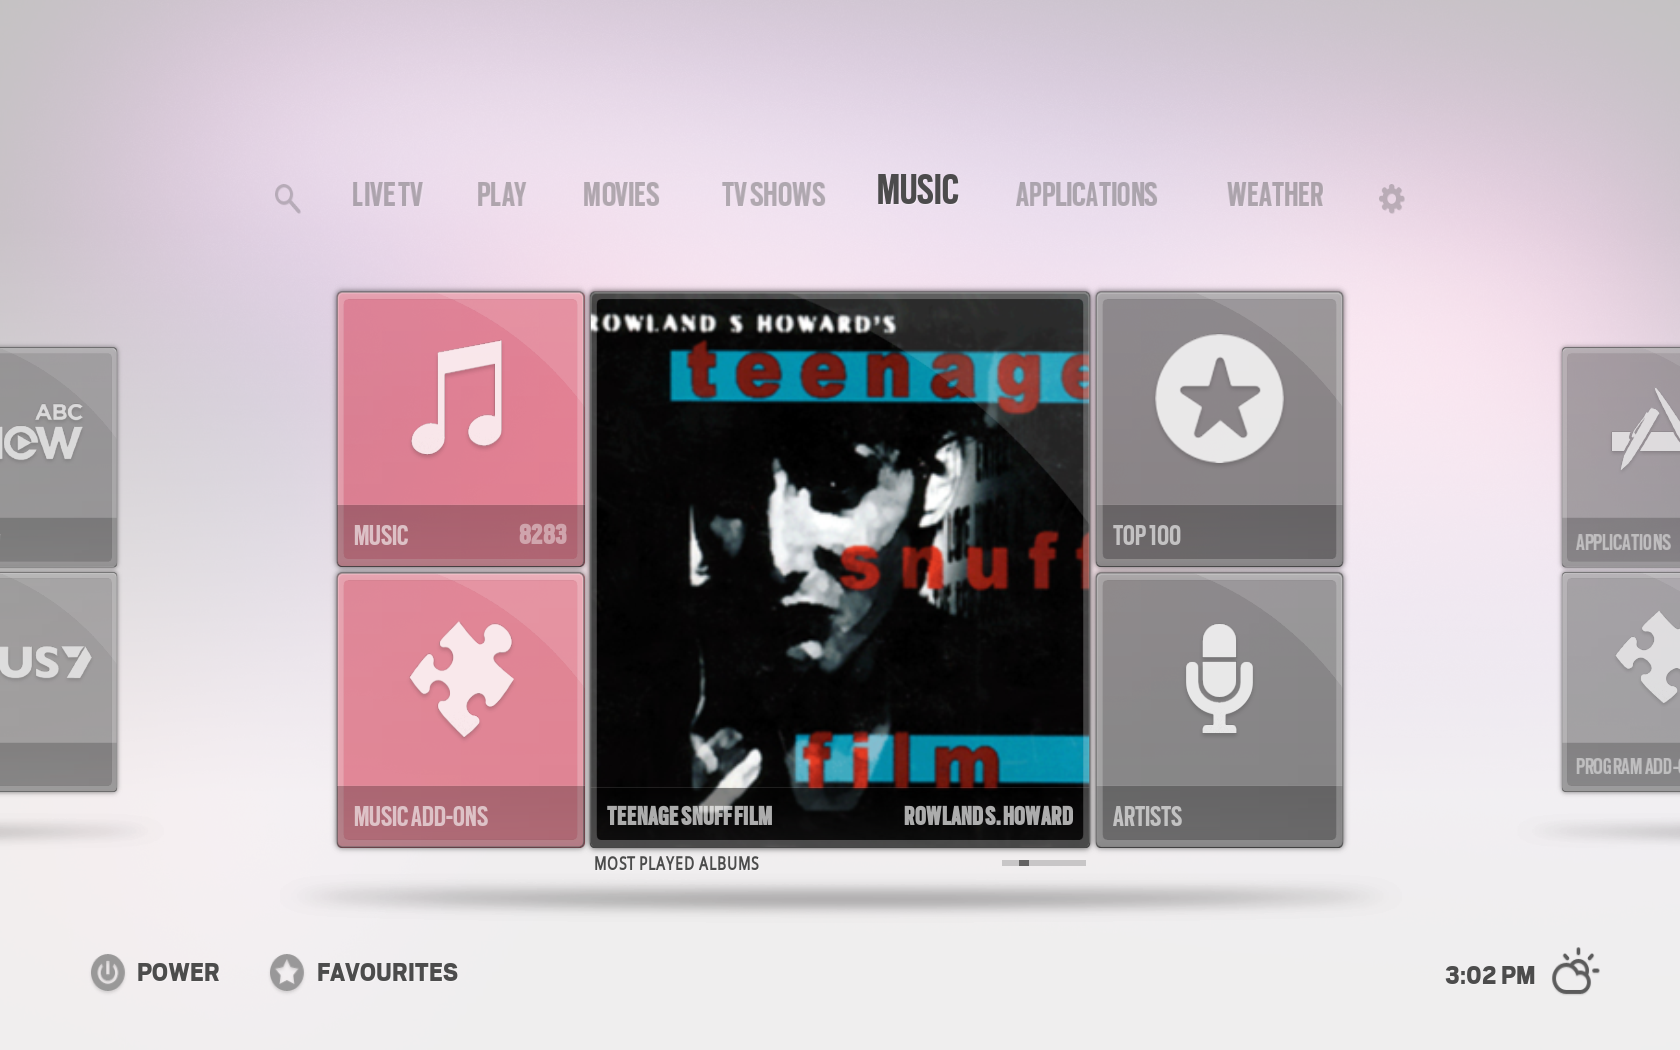 LIVE TV PLAY MOVIES TV SHOWS MUSIC APPLICATIONS WEATHER
ABC
US7
MUSIC 8283
MUSIC ADD-ONS
ROWLAND S HOWARD'S
teenage
snuff
film
TEENAGE SNUFF FILM ROWLAND S. HOWARD
MOST PLAYED ALBUMS
TOP 100
ARTISTS
APPLICATIONS
PROGRAM ADD-
POWER FAVOURITES 3:02 PM